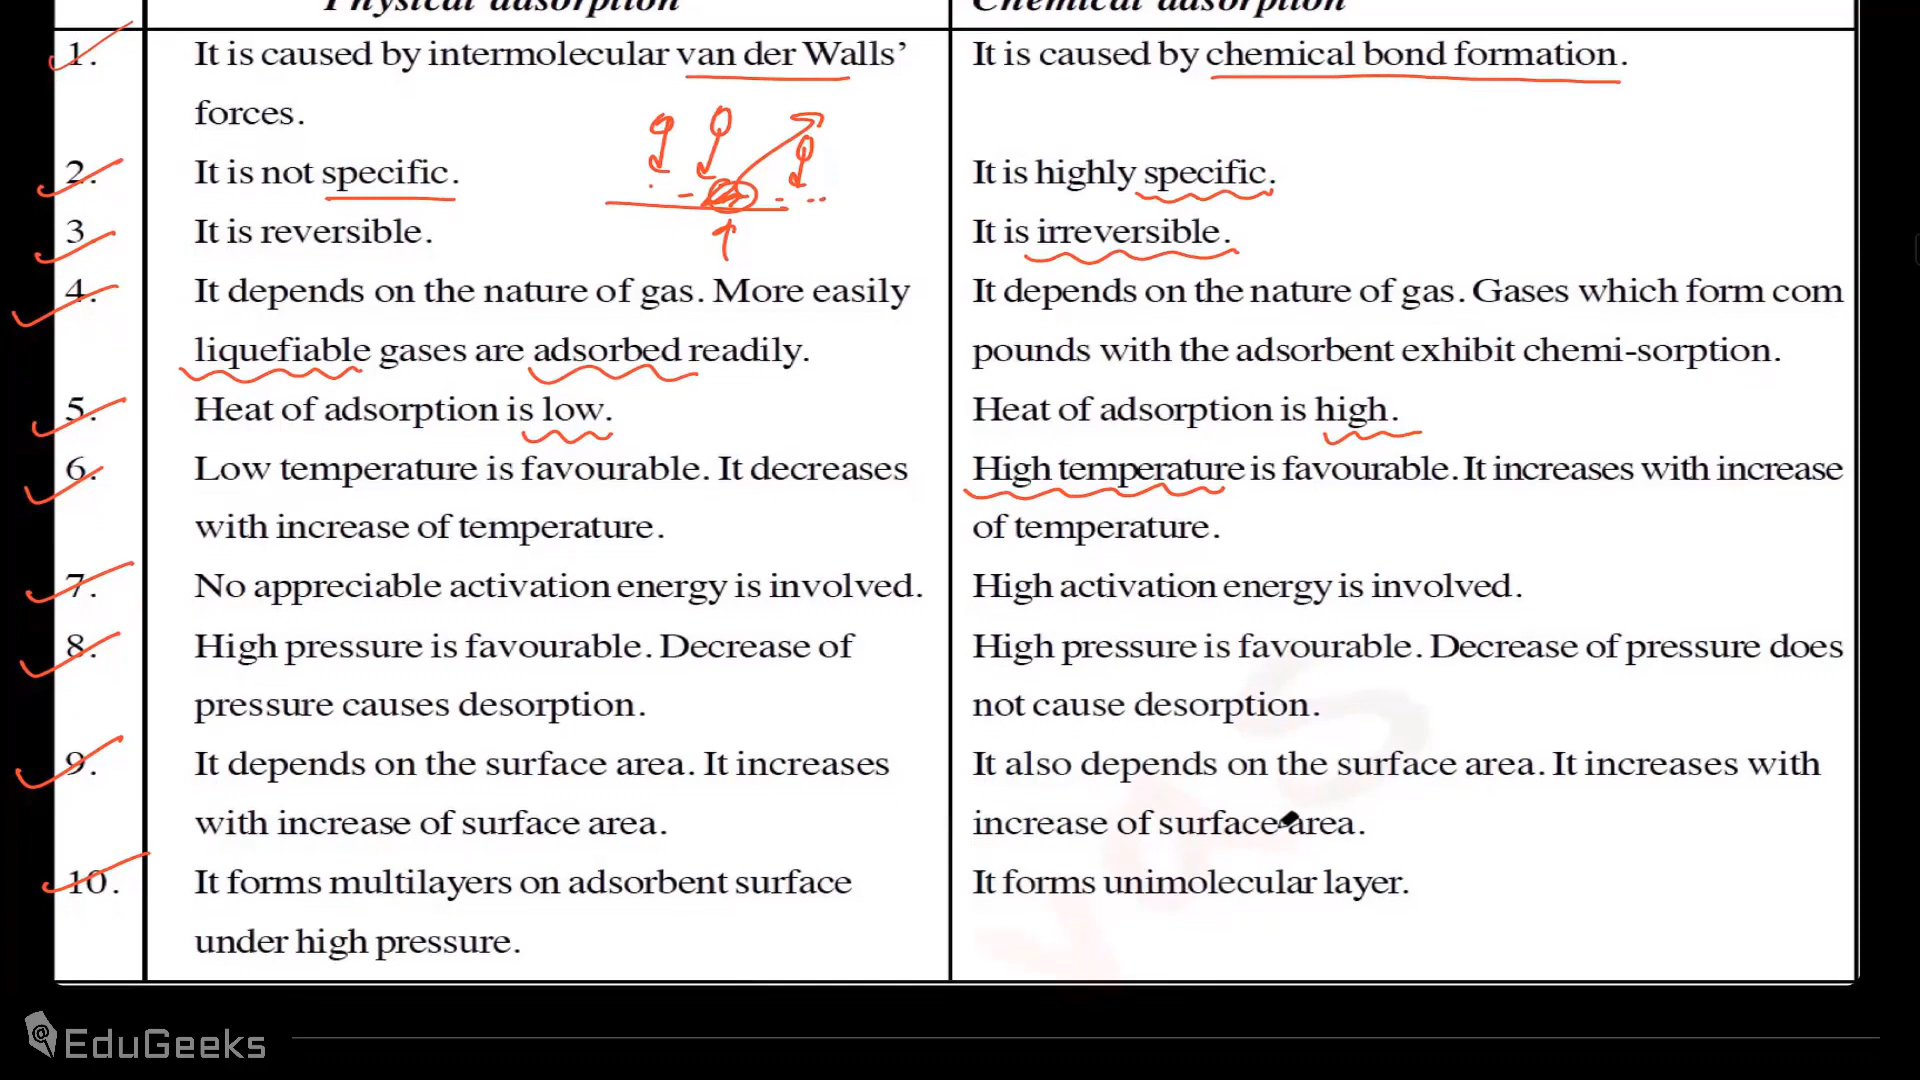 Physical adsorption Chemical adsorption
1. It is caused by intermolecular van der Walls’ It is caused by chemical bond formation.
forces.
2. It is not specific. It is highly specific.
3 It is reversible. It is irreversible.
4. It depends on the nature of gas. More easily It depends on the nature of gas. Gases which form com
liquefiable gases are adsorbed readily. pounds with the adsorbent exhibit chemi-sorption.
5. Heat of adsorption is low. Heat of adsorption is high.
6. Low temperature is favourable. It decreases High temperature is favourable. It increases with increase
with increase of temperature. of temperature.
7. No appreciable activation energy is involved. High activation energy is involved.
8. High pressure is favourable. Decrease of High pressure is favourable. Decrease of pressure does
pressure causes desorption. not cause desorption.
9. It depends on the surface area. It increases It also depends on the surface area. It increases with
with increase of surface area. increase of surface area.
10. It forms multilayers on adsorbent surface It forms unimolecular layer.
under high pressure.
EduGeeks